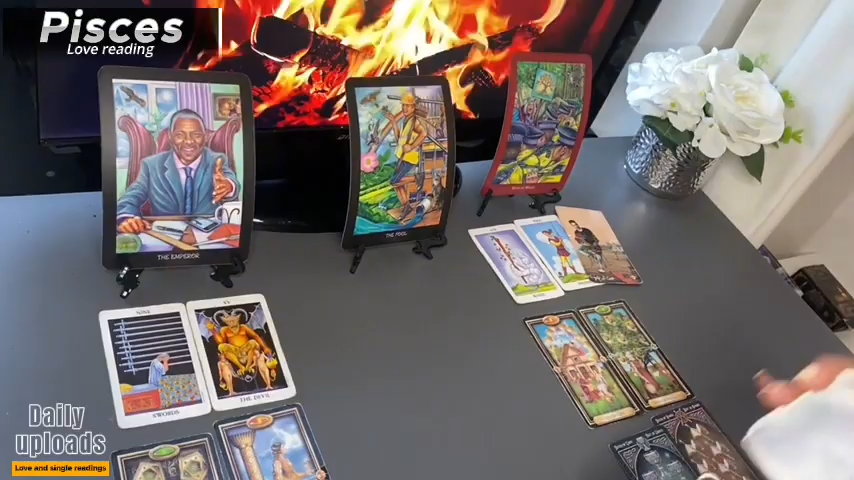 Pisces
Love reading
THE EMPEROR
THE FOOL
NINE
SWORDS
XV
THE DEVIL
Daily
uploads
Love and single readings